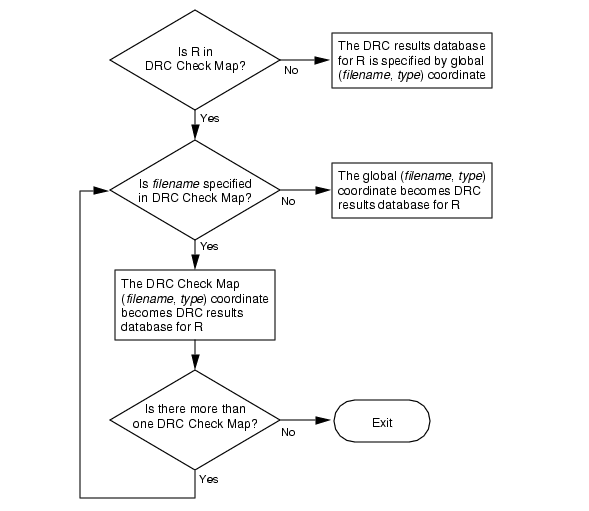 Is R in
DRC Check Map?
No
The DRC results database
for R is specified by global
(filename, type) coordinate
Yes
Is filename specified
in DRC Check Map?
No
The global (filename, type)
coordinate becomes DRC
results database for R
Yes
The DRC Check Map
(filename, type) coordinate
becomes DRC results
database for R
Is there more than
one DRC Check Map?
No
Exit
Yes